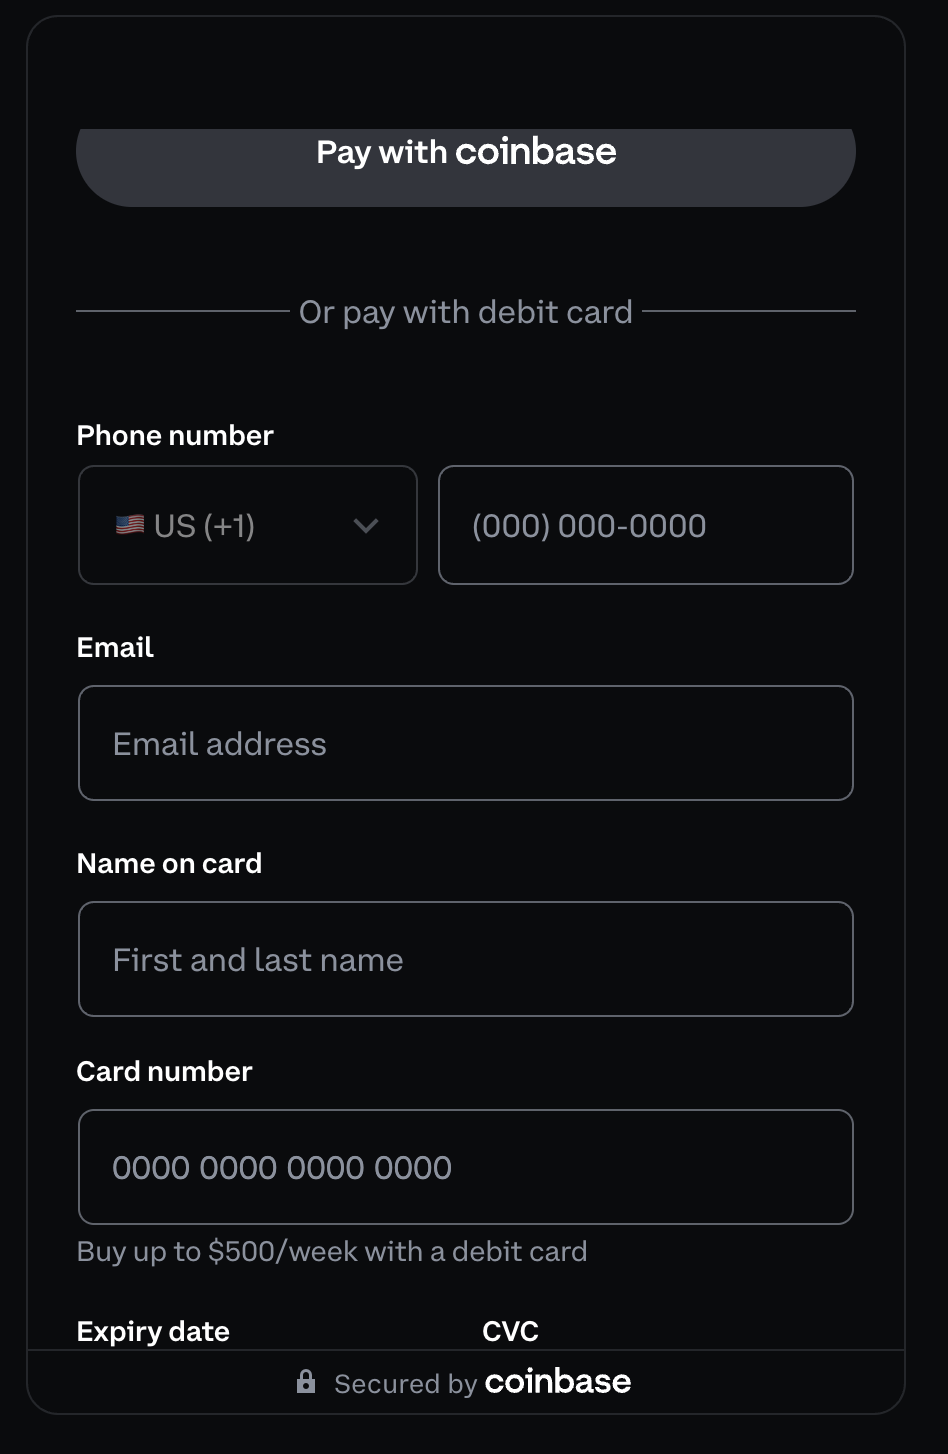 Pay with coinbase
Or pay with debit card
Phone number
US (+1)
(000) 000-0000
Email
Email address
Name on card
First and last name
Card number
0000 0000 0000 0000
Buy up to $500/week with a debit card
Expiry date CVC
Secured by coinbase